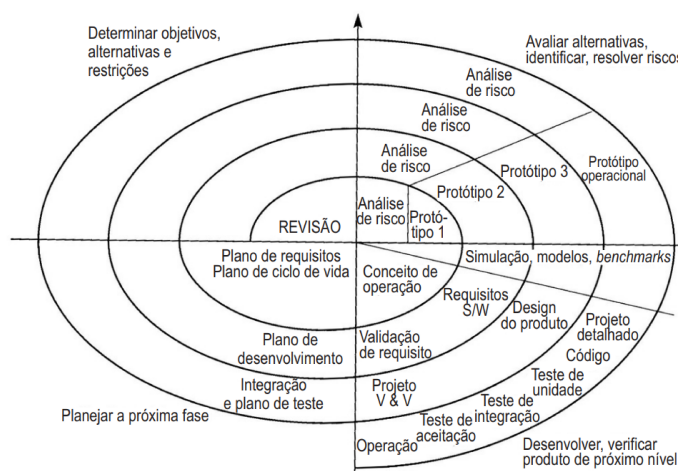 Determinar objetivos,
alternativas e
restrições
Avaliar alternativas,
identificar, resolver riscos
Análise
de risco
Análise
de risco
Análise
de risco
Análise
de risco
Protó-
tipo 1
Protótipo 2
Protótipo 3
Protótipo
operacional
REVISÃO
Plano de requisitos
Plano de ciclo de vida
Conceito de
operação
Simulação, modelos, benchmarks
Requisitos
S/W
Design
do produto
Projeto
detalhado
Código
Plano de
desenvolvimento
Validação
de requisito
Integração
e plano de teste
Projeto
V & V
Teste de
unidade
Teste de
integração
Teste de
aceitação
Operação
Planejar a próxima fase
Desenvolver, verificar
produto de próximo nível